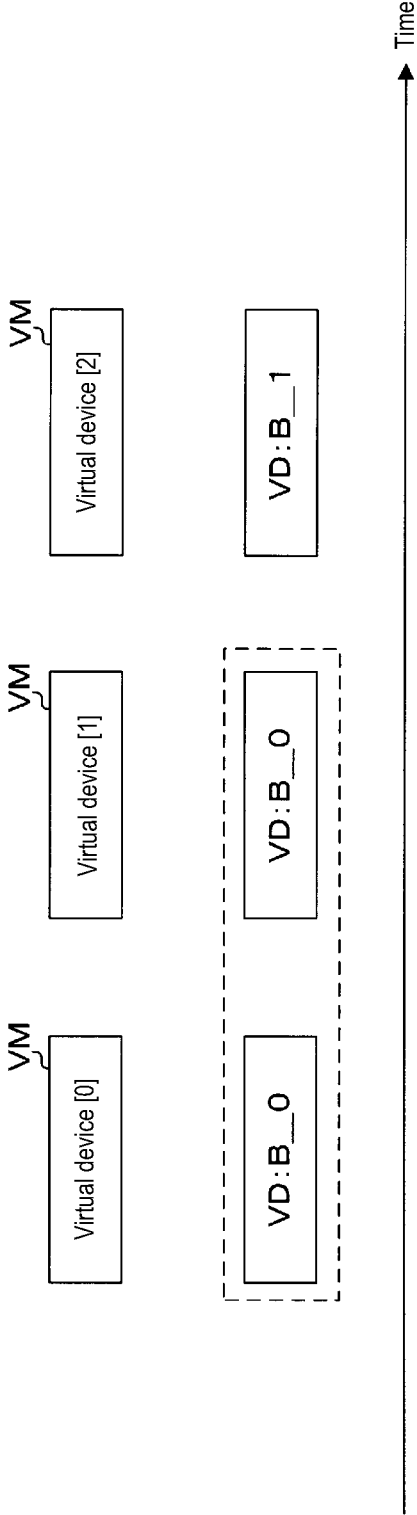 VM
VM
VM
Virtual device [0]
Virtual device [1]
Virtual device [2]
VD:B_0
VD:B_0
VD:B_1
Time